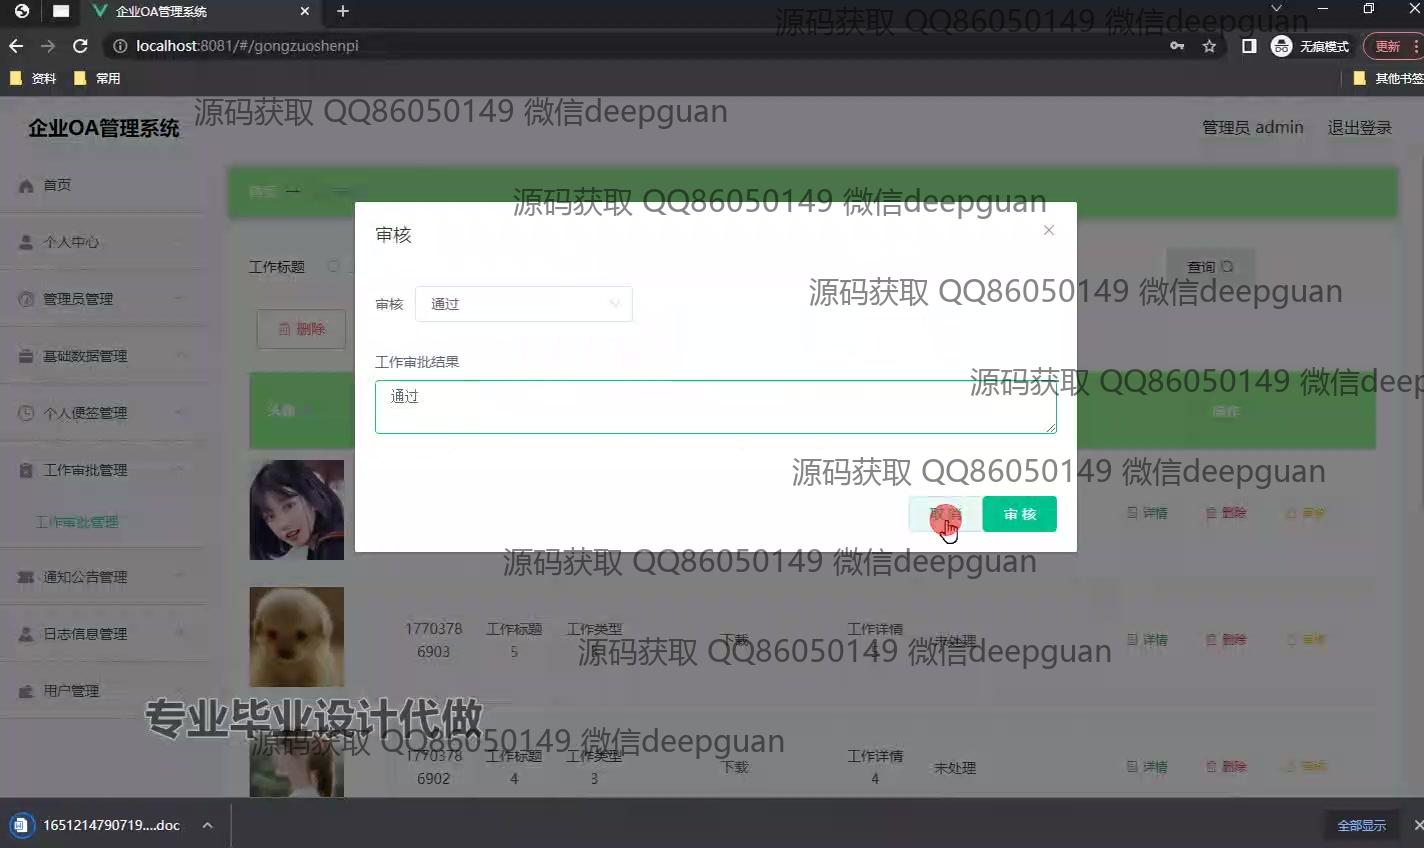 企业OA管理系统
源码获取 QQ86050149 微信deepguan
localhost:8081/#/gongzuoshenpi
无痕模式
更新
资料
常用
其他书签
源码获取 QQ86050149 微信deepguan
企业OA管理系统
管理员 admin
退出登录
首页
首页
源码获取 QQ86050149 微信deepguan
审核
个人中心
工作标题
查询
管理员管理
审核
通过
源码获取 QQ86050149 微信deepguan
删除
基础数据管理
工作审批结果
源码获取 QQ86050149 微信deep
通过
个人便签管理
头像
操作
工作审批管理
源码获取 QQ86050149 微信deepguan
工作审批管理
审 核
详情
删除
审核
源码获取 QQ86050149 微信deepguan
通知公告管理
日志信息管理
1770378
6903
工作标题
5
工作类型
下载
工作详情
5
未处理
详情
删除
审核
源码获取 QQ86050149 微信deepguan
用户管理
专业毕业设计代做
源码获取 QQ86050149 微信deepguan
1770378
6902
工作标题
4
工作类型
3
下载
工作详情
4
未处理
详情
删除
审核
1651214790719....doc
全部显示